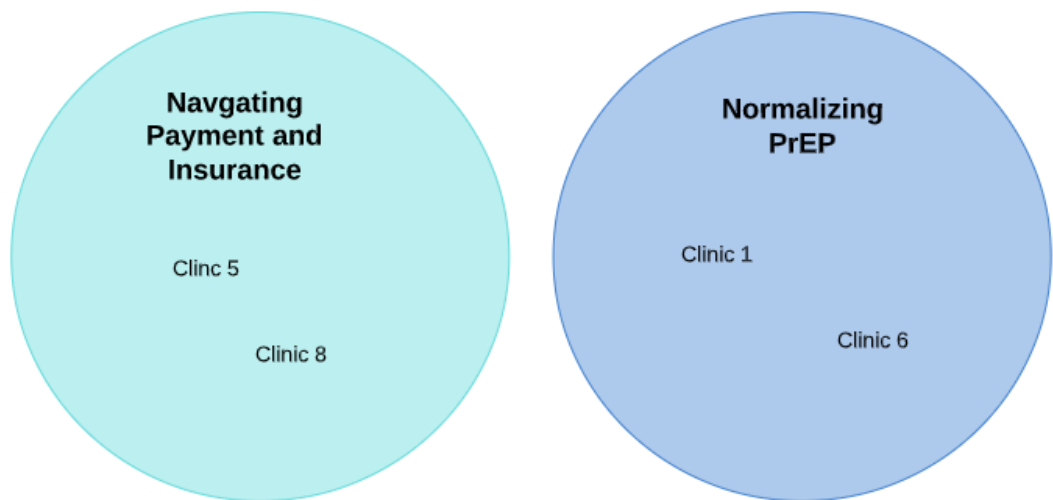 Navgating
Payment and
Insurance
Clinc 5
Clinic 8
Normalizing
PrEP
Clinic 1
Clinic 6